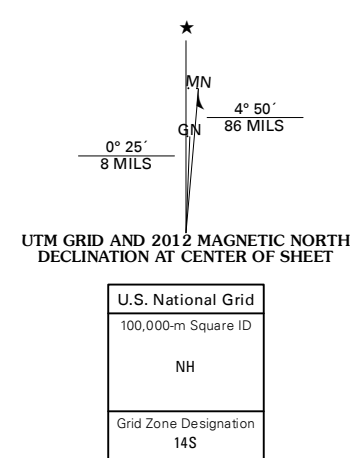 ★
MN
4° 50´
86 MILS
GN
0° 25´
8 MILS
UTM GRID AND 2012 MAGNETIC NORTH
DECLINATION AT CENTER OF SHEET
U.S. National Grid
100,000-m Square ID
NH
Grid Zone Designation
14S